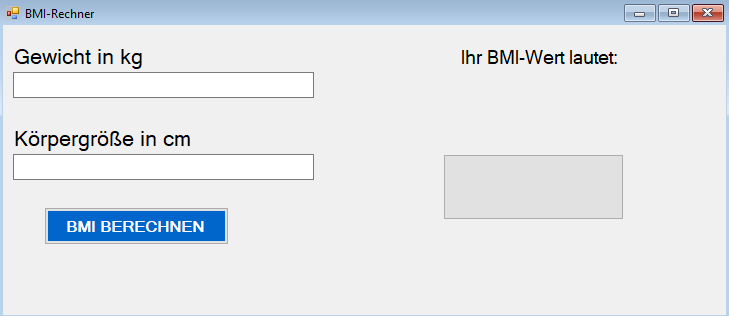 BMI-Rechner
Gewicht in kg
Ihr BMI-Wert lautet:
Körpergröße in cm
BMI BERECHNEN